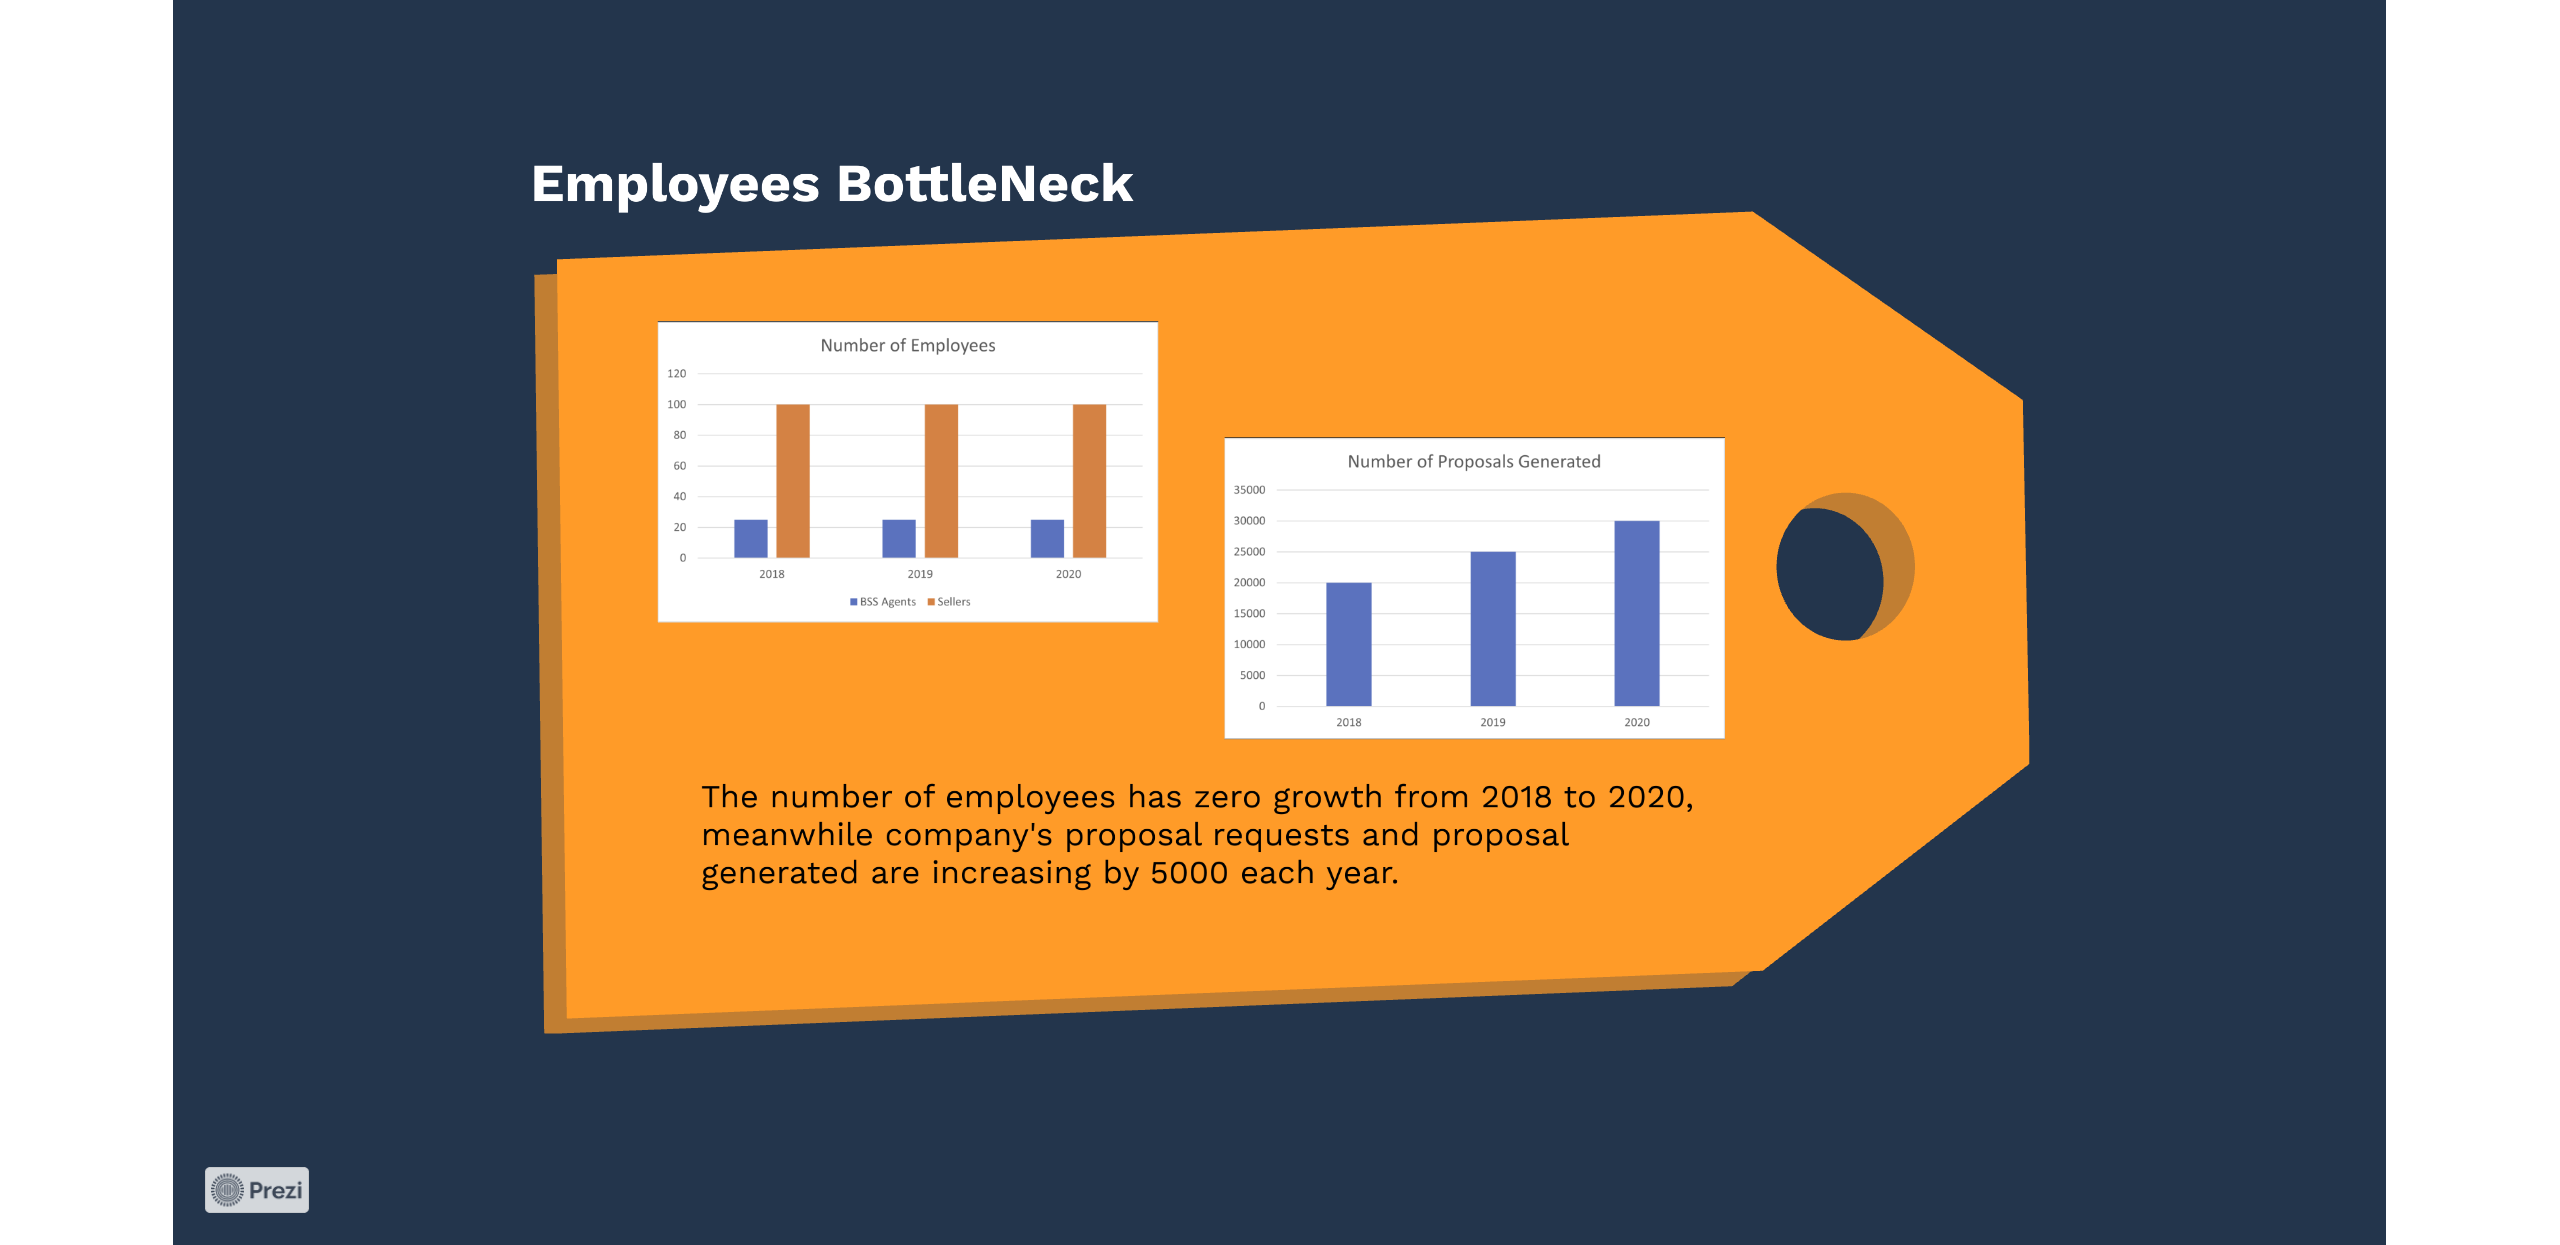 Employees BottleNeck
Number of Employees
120
100
80
60
40
20
0
2018 2019 2020
BSS Agents Sellers
Number of Proposals Generated
35000
30000
25000
20000
15000
10000
5000
0
2018 2019 2020
The number of employees has zero growth from 2018 to 2020,
meanwhile company's proposal requests and proposal
generated are increasing by 5000 each year.
Prezi